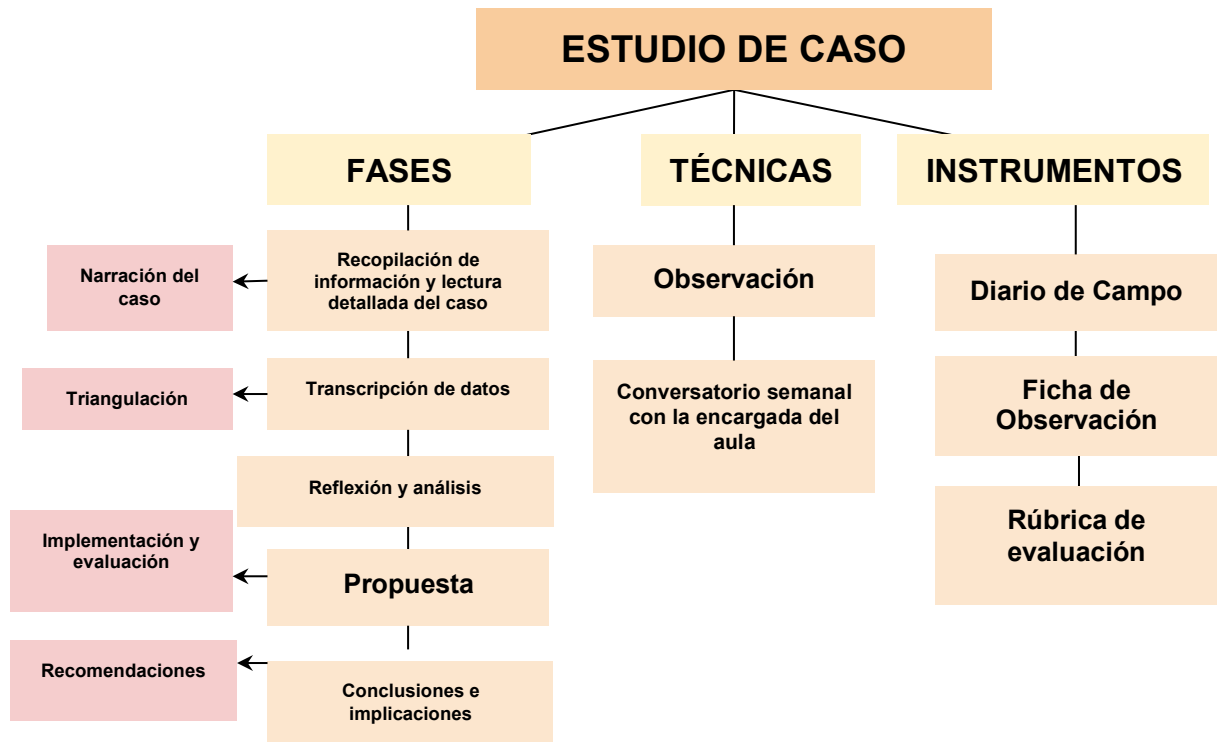 ESTUDIO DE CASO
FASES
TÉCNICAS
INSTRUMENTOS
Narración del
caso
Recopilación de
información y lectura
detallada del caso
Observación
Diario de Campo
Triangulación
Transcripción de datos
Conversatorio semanal
con la encargada del
aula
Ficha de
Observación
Reflexión y análisis
Implementación y
evaluación
Propuesta
Rúbrica de
evaluación
Recomendaciones
Conclusiones e
implicaciones